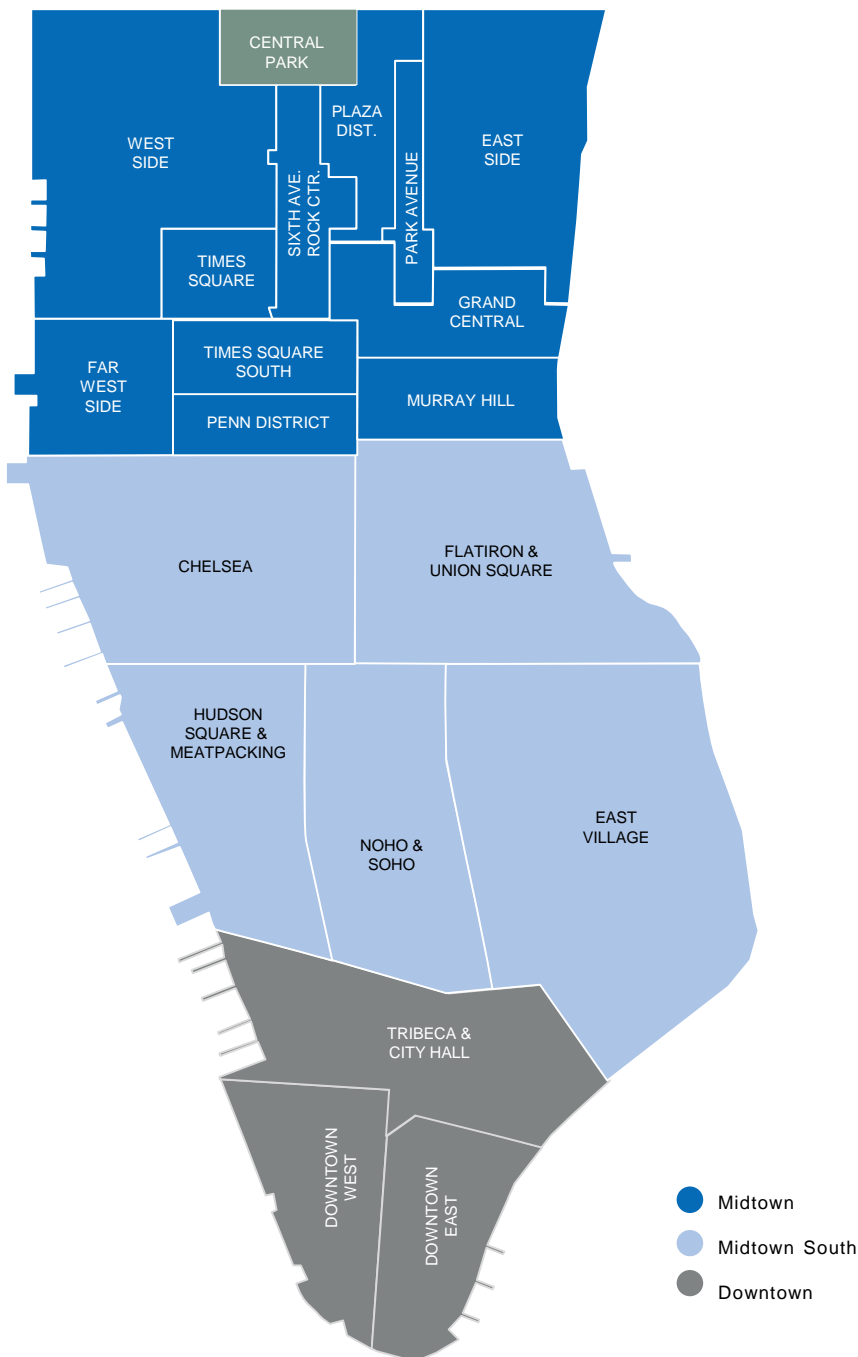 CENTRAL
PARK
WEST
SIDE
PLAZA
DIST.
EAST
SIDE
SIXTH AVE.
ROCK CTR.
PARK AVENUE
TIMES
SQUARE
GRAND
CENTRAL
FAR
WEST
SIDE
TIMES SQUARE
SOUTH
MURRAY HILL
PENN DISTRICT
CHELSEA
FLATIRON &
UNION SQUARE
HUDSON
SQUARE &
MEATPACKING
NOHO &
SOHO
EAST
VILLAGE
TRIBECA &
CITY HALL
DOWNTOWN
WEST
DOWNTOWN
EAST
Midtown
Midtown South
Downtown